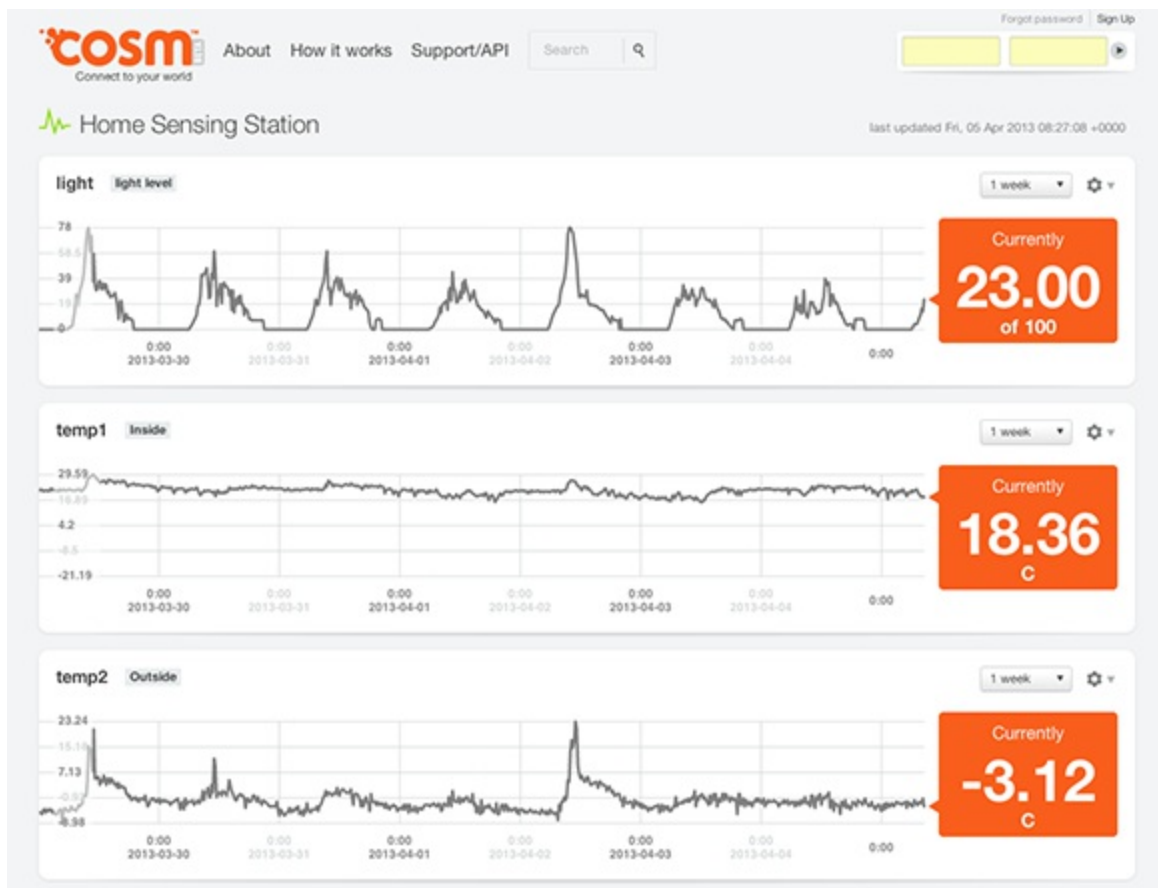 Forgot password Sign Up
cosm™ About How it works Support/API Search
Connect to your world
Home Sensing Station last updated Fri, 05 Apr 2013 08:27:08 +0000
light light level 1 week
78
58.5
39
19
0
0:00 0:00 0:00 0:00 0:00 0:00 0:00
2013-03-30 2013-03-31 2013-04-01 2013-04-02 2013-04-03 2013-04-04
Currently
23.00
of 100
temp1 Inside 1 week
29.59
16.89
4.2
-8.5
-21.19
0:00 0:00 0:00 0:00 0:00 0:00 0:00
2013-03-30 2013-03-31 2013-04-01 2013-04-02 2013-04-03 2013-04-04
Currently
18.36
C
temp2 Outside 1 week
23.24
7.13
-8.98
0:00 0:00 0:00 0:00 0:00 0:00 0:00
2013-03-30 2013-03-31 2013-04-01 2013-04-02 2013-04-03 2013-04-04
Currently
-3.12
C